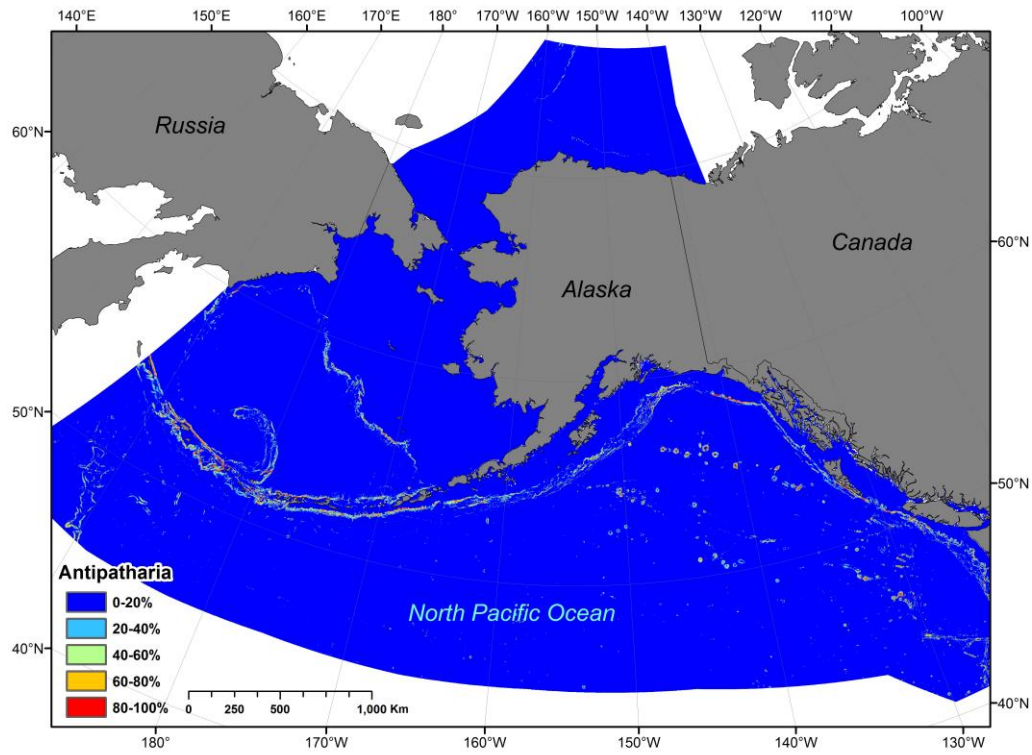 140°E 150°E 160°E 170°E 180° 170°W 160°W 150°W 140°W 130°W 120°W 110°W 100°W
Russia
60°N
Canada
60°N
Alaska
50°N
50°N
Antipatharia
0-20%
20-40%
North Pacific Ocean
40-60%
60-80%
40°N
80-100%
0 250 500 1,000 Km
40°N
180° 170°W 160°W 150°W 140°W 130°W